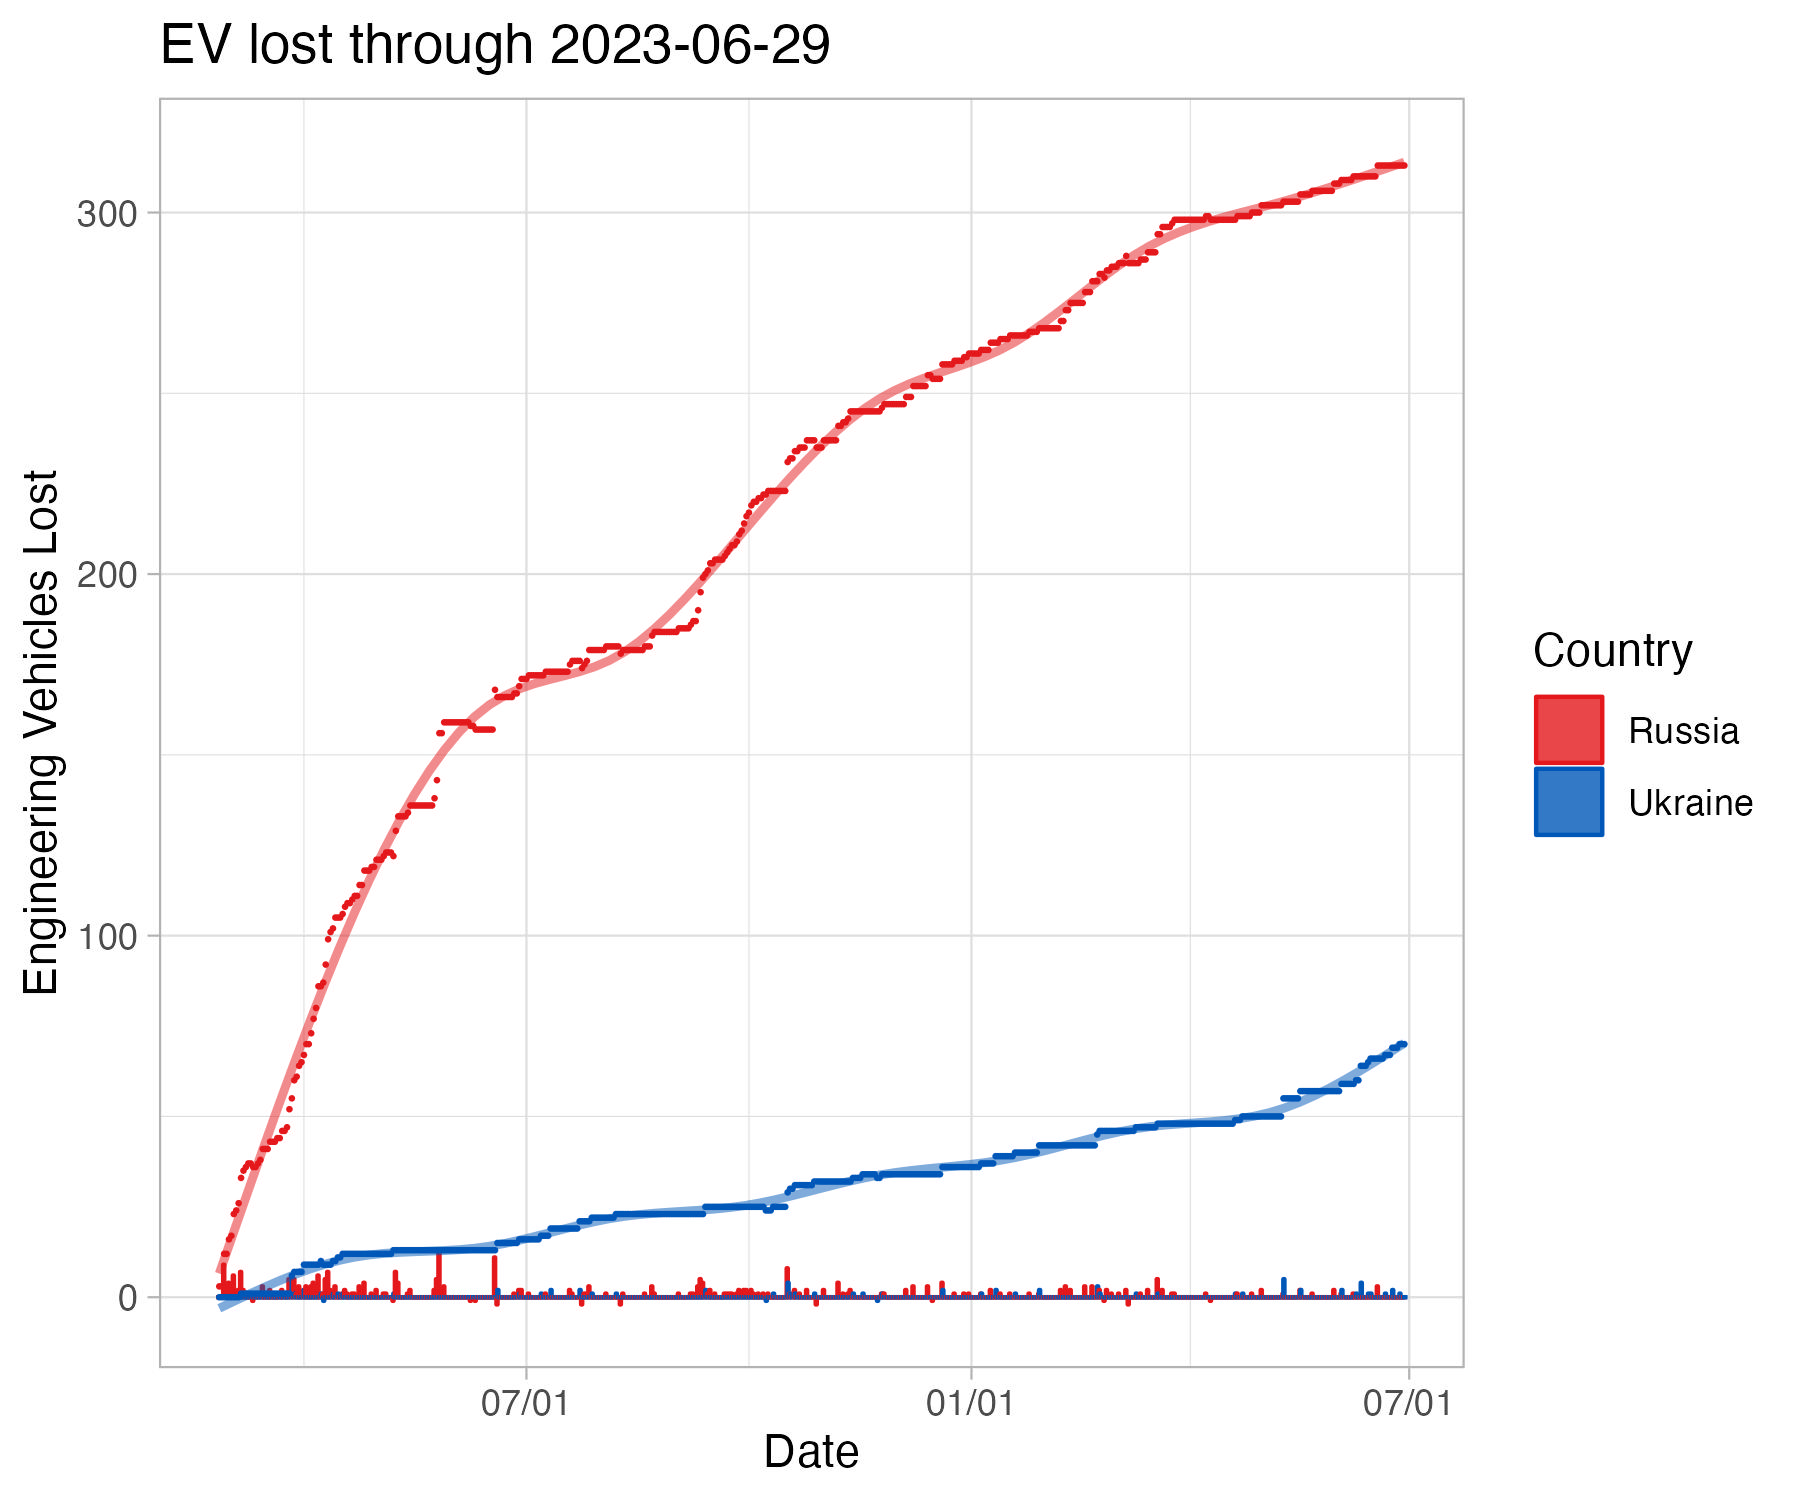 EV lost through 2023-06-29
Engineering Vehicles Lost
300
200
100
0
07/01
01/01
07/01
Date
Country
Russia
Ukraine